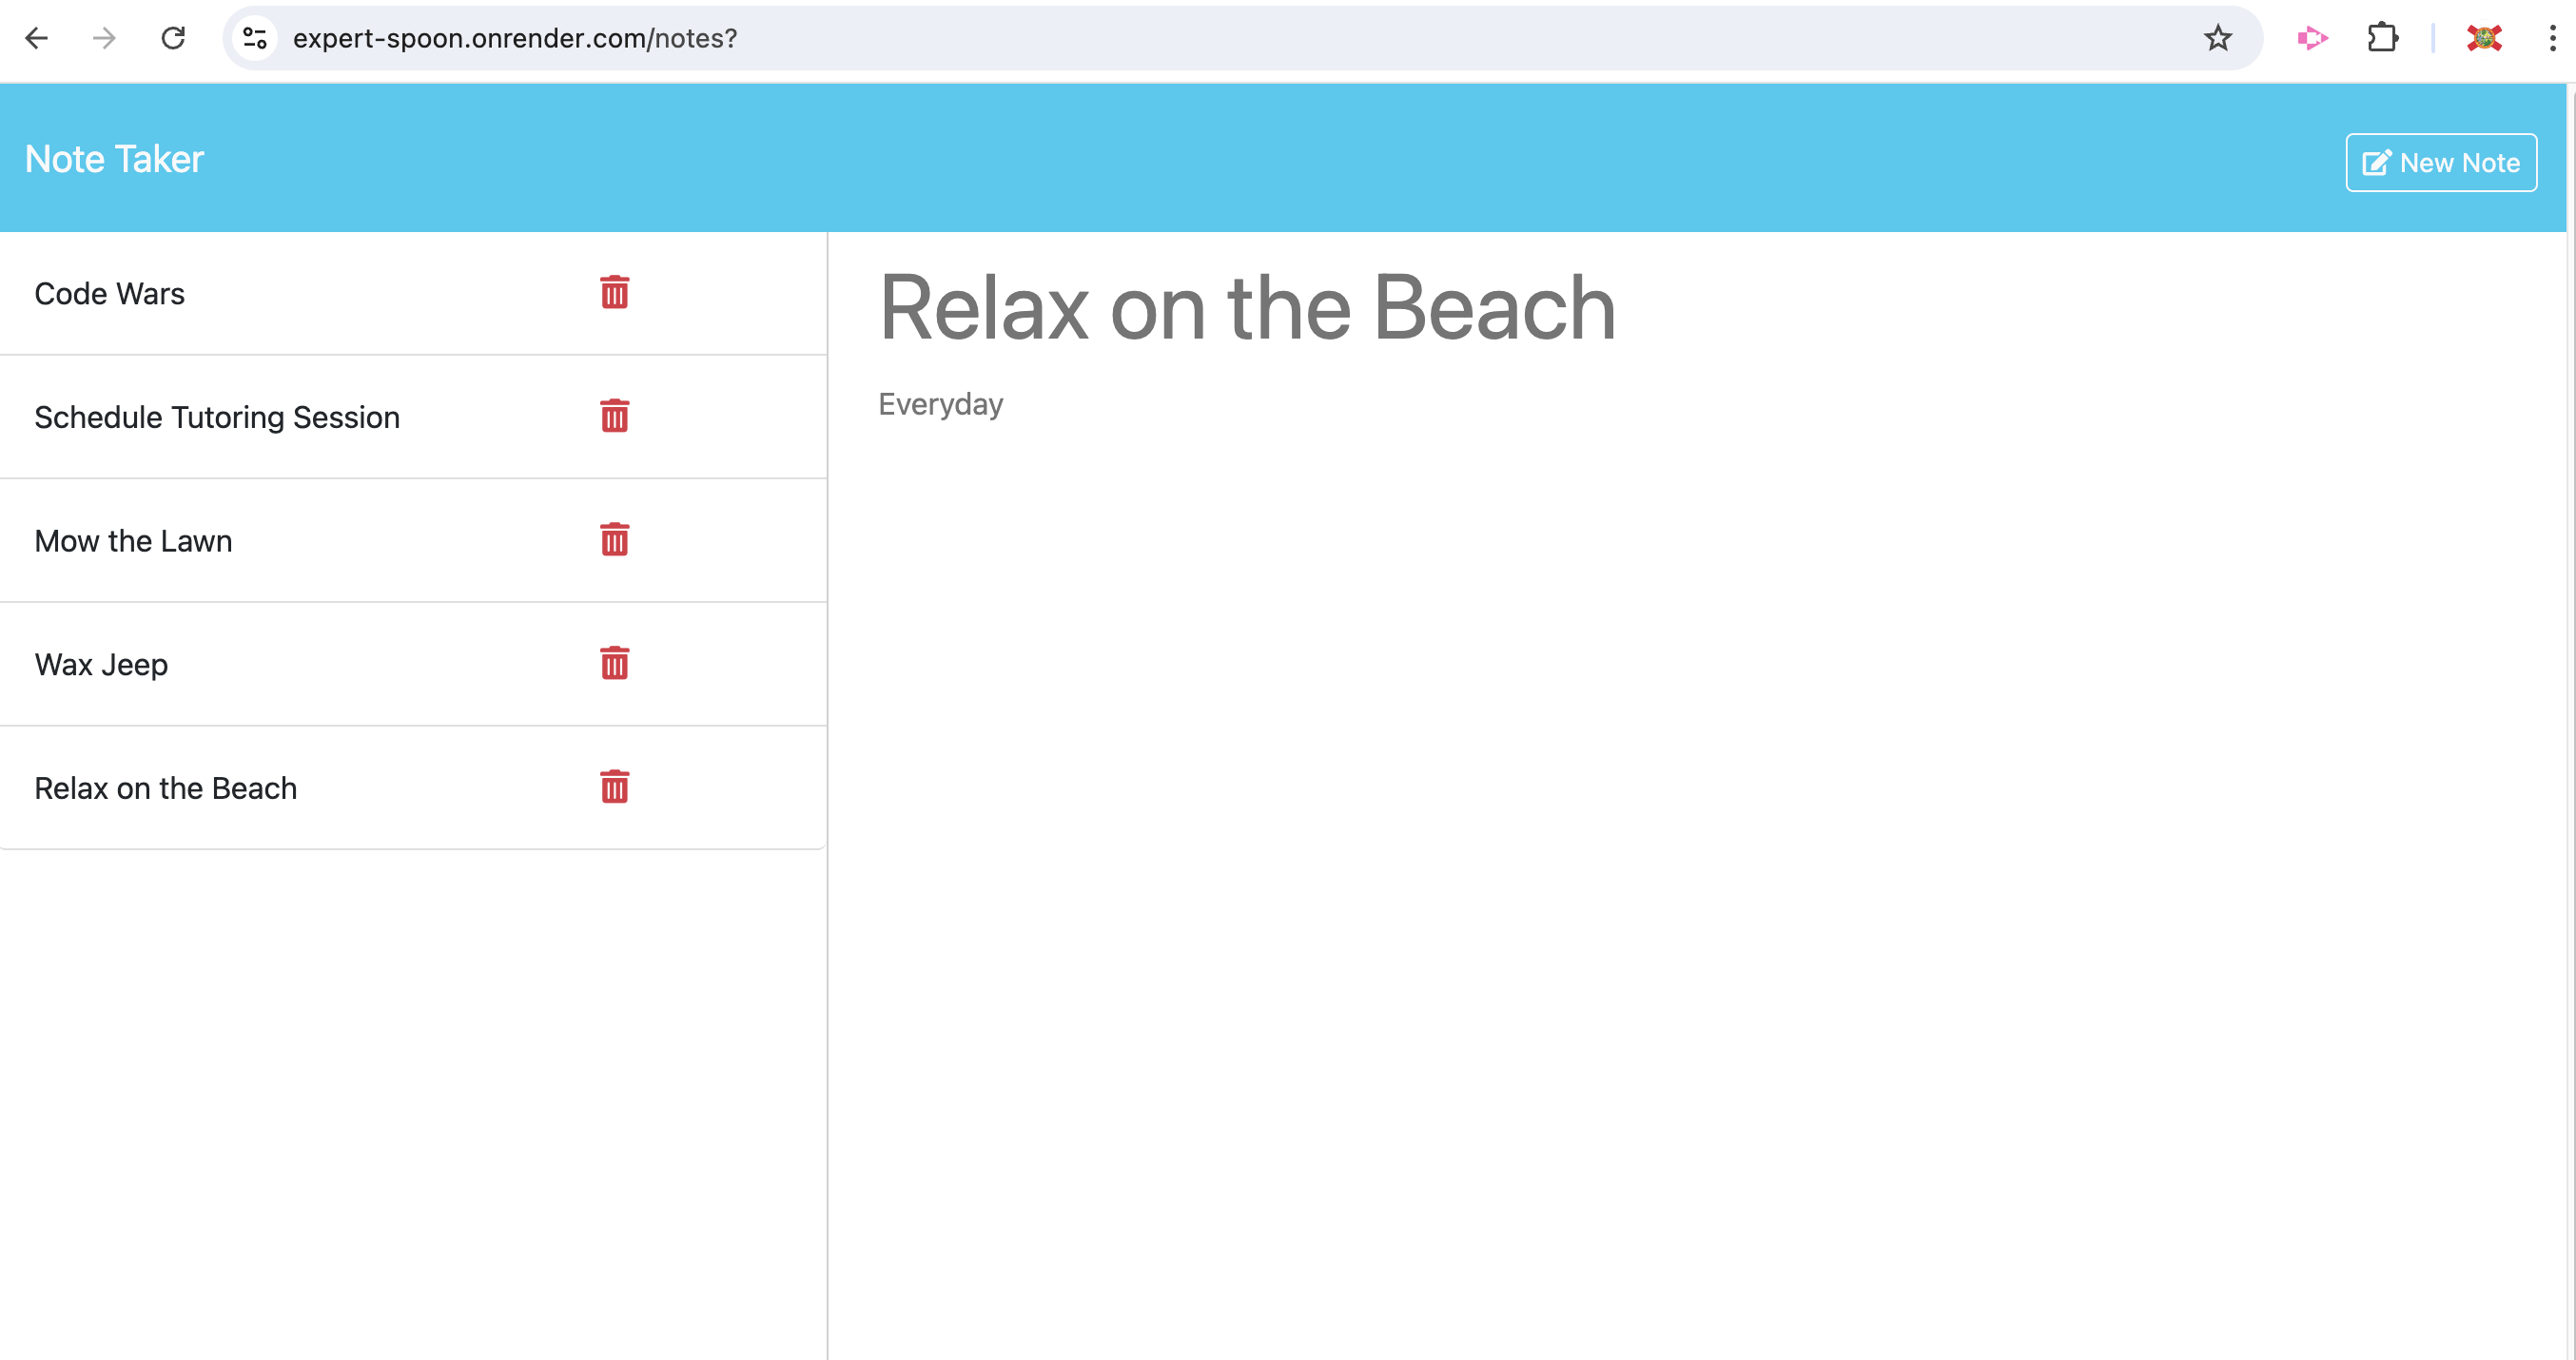 expert-spoon.onrender.com/notes?
Note Taker
New Note
Code Wars
Schedule Tutoring Session
Mow the Lawn
Wax Jeep
Relax on the Beach
Relax on the Beach
Everyday